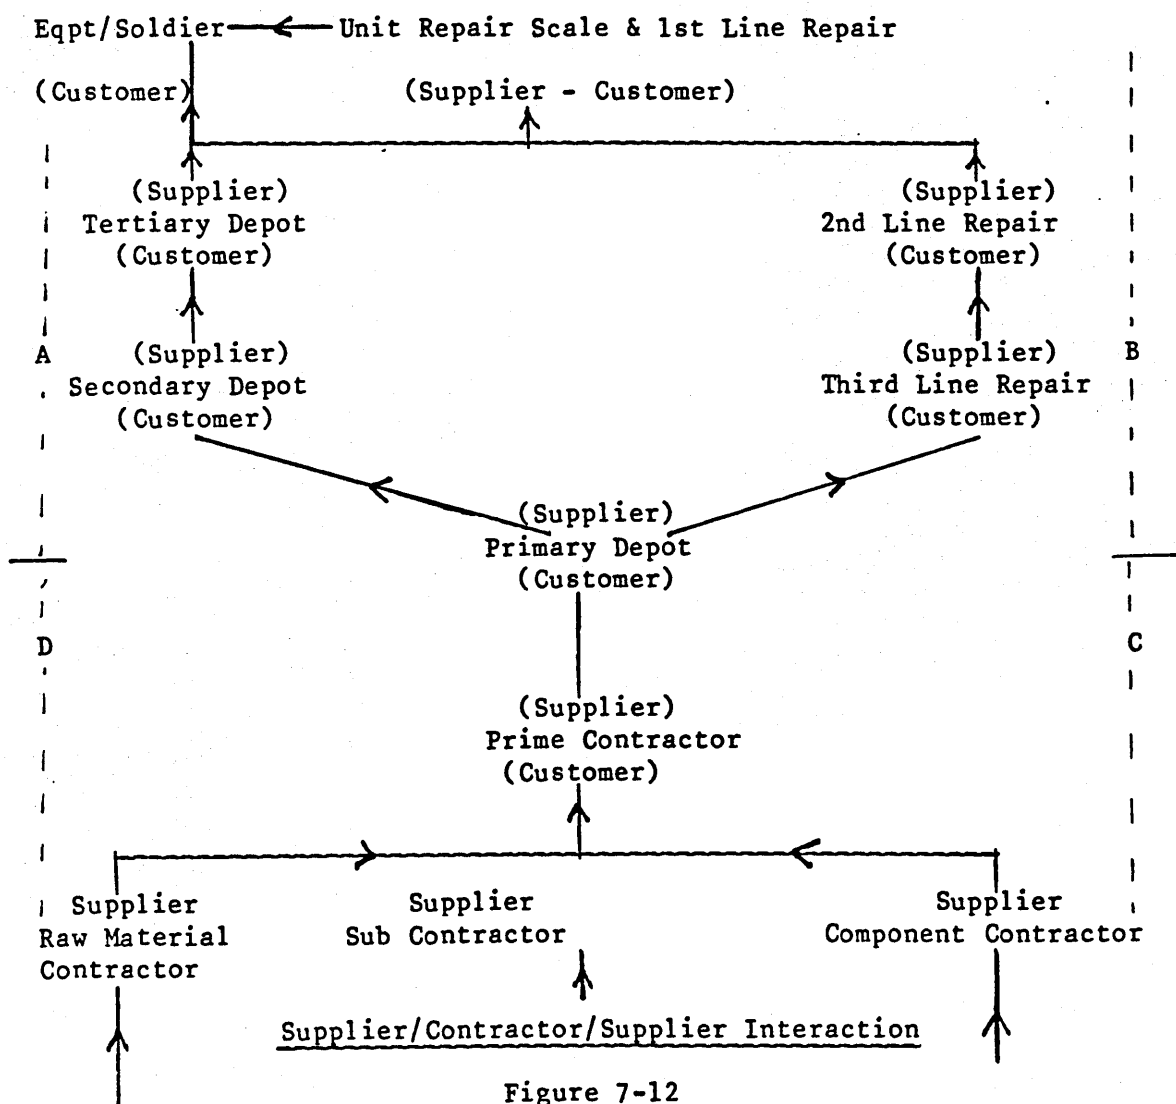 Eqpt/Soldier Unit Repair Scale & 1st Line Repair
(Customer) (Supplier - Customer)
(Supplier) (Supplier)
Tertiary Depot 2nd Line Repair
(Customer) (Customer)
A (Supplier) (Supplier) B
Secondary Depot Third Line Repair
(Customer) (Customer)
(Supplier)
Primary Depot
(Customer)
D C
(Supplier)
Prime Contractor
(Customer)
Supplier Supplier Supplier
Raw Material Sub Contractor Component Contractor
Contractor
Supplier/Contractor/Supplier Interaction
Figure 7-12